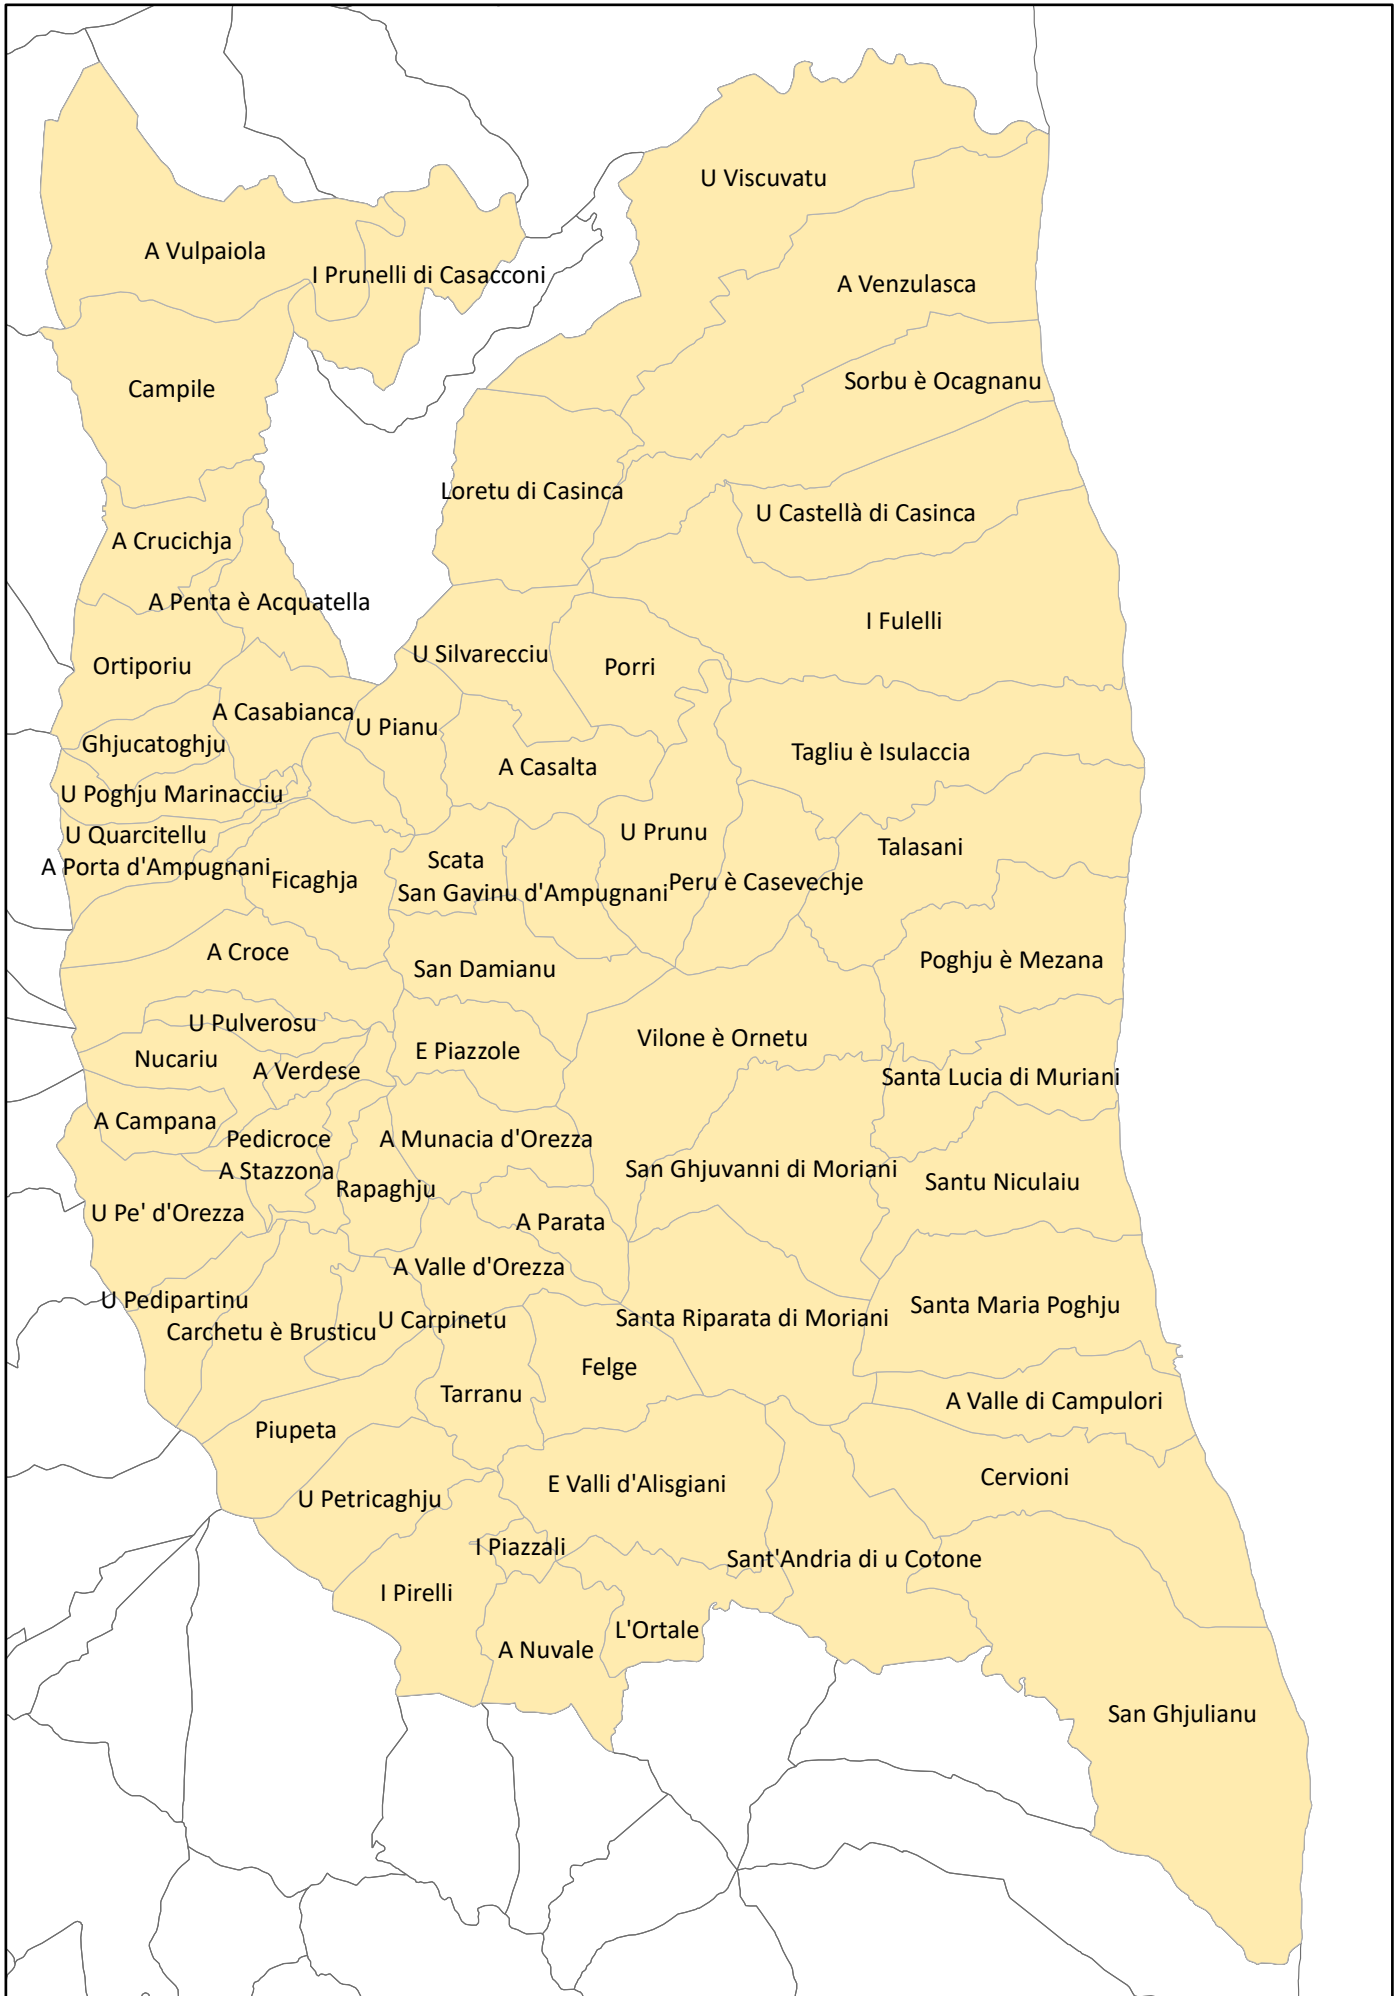 U Viscuvatu
A Vulpaiola
I Prunelli di Casacconi
A Venzulasca
Sorbu è Ocagnanu
Campile
Loretu di Casinca
U Castellà di Casinca
A Crucichja
A Penta è Acquatella
I Fulelli
U Silvarecciu
Ortiporiu
Porri
A Casabianca
U Pianu
Ghjucatoghju
Tagliu è Isulaccia
A Casalta
U Poghju Marinacciu
U Quarcitellu
U Prunu
Talasani
Scata
A Porta d'Ampugnani
Ficaghja
San Gavinu d'Ampugnani
Peru è Casevechje
A Croce
San Damianu
Poghju è Mezana
U Pulverosu
Vilone è Ornetu
Nucariu
E Piazzole
A Verdese
Santa Lucia di Muriani
A Campana
Pedicroce
A Munacia d'Orezza
A Stazzona
San Ghjuvanni di Moriani
Rapaghju
Santu Niculaiu
U Pe' d'Orezza
A Parata
A Valle d'Orezza
U Pedipartinu
Santa Maria Poghju
Carchetu è Brusticu
U Carpinetu
Santa Riparata di Moriani
Felge
Tarranu
A Valle di Campulori
Piupeta
Cervioni
E Valli d'Alisgiani
U Petricaghju
I Piazzali
Sant'Andria di u Cotone
I Pirelli
L'Ortale
A Nuvale
San Ghjulianu